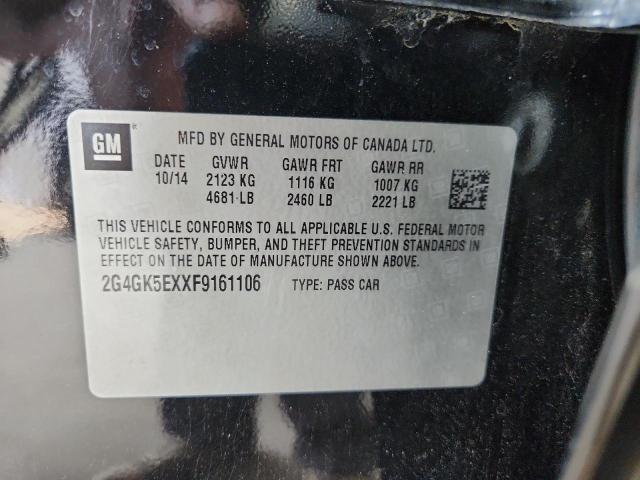 GM
MFD BY GENERAL MOTORS OF CANADA LTD.
DATE GVWR GAWR FRT GAWR RR
10/14 2123 KG 1116 KG 1007 KG
4681 LB 2460 LB 2221 LB
THIS VEHICLE CONFORMS TO ALL APPLICABLE U.S. FEDERAL MOTOR
VEHICLE SAFETY, BUMPER, AND THEFT PREVENTION STANDARDS IN
EFFECT ON THE DATE OF MANUFACTURE SHOWN ABOVE.
2G4GK5EXXF9161106 TYPE: PASS CAR